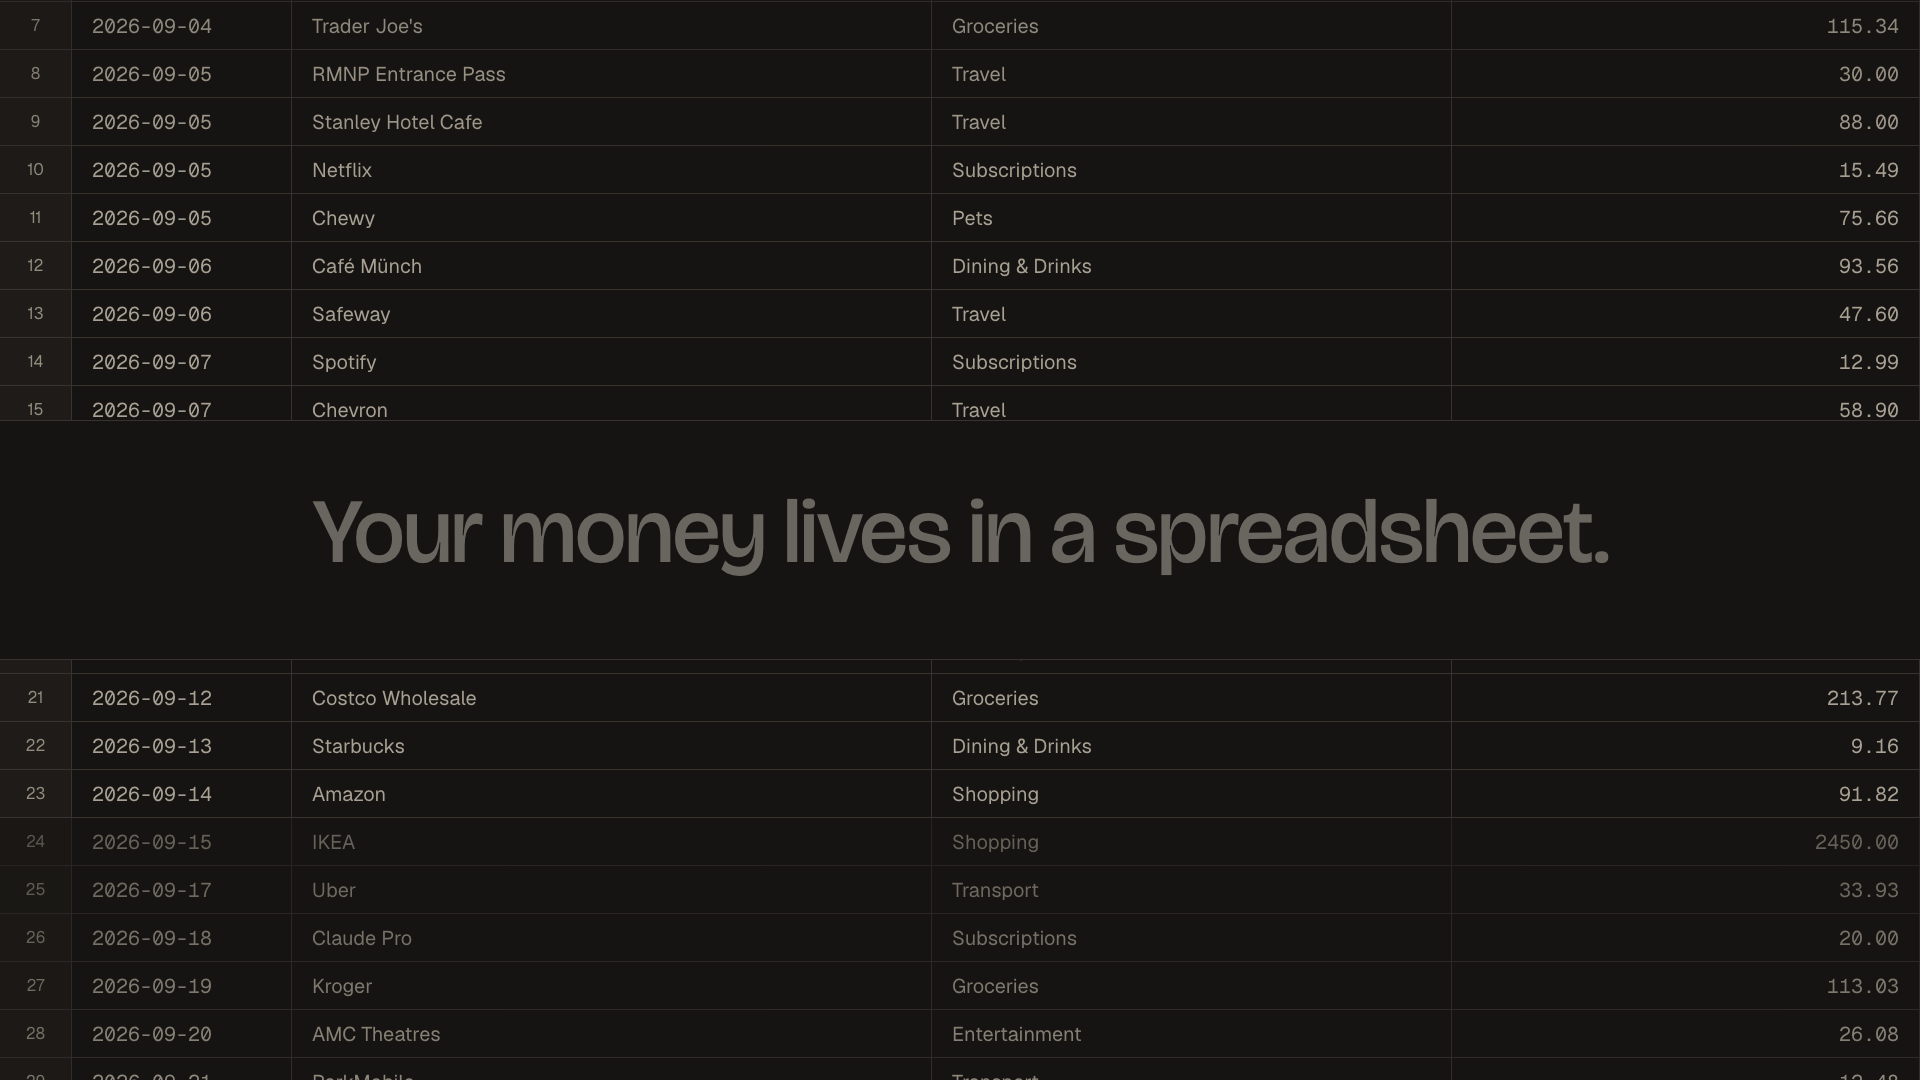 7 2026-09-04 Trader Joe's Groceries 115.34
8 2026-09-05 RMNP Entrance Pass Travel 30.00
9 2026-09-05 Stanley Hotel Cafe Travel 88.00
10 2026-09-05 Netflix Subscriptions 15.49
11 2026-09-05 Chewy Pets 75.66
12 2026-09-06 Café Münch Dining & Drinks 93.56
13 2026-09-06 Safeway Travel 47.60
14 2026-09-07 Spotify Subscriptions 12.99
15 2026-09-07 Chevron Travel 58.90
Your money lives in a spreadsheet.
21 2026-09-12 Costco Wholesale Groceries 213.77
22 2026-09-13 Starbucks Dining & Drinks 9.16
23 2026-09-14 Amazon Shopping 91.82
24 2026-09-15 IKEA Shopping 2450.00
25 2026-09-17 Uber Transport 33.93
26 2026-09-18 Claude Pro Subscriptions 20.00
27 2026-09-19 Kroger Groceries 113.03
28 2026-09-20 AMC Theatres Entertainment 26.08